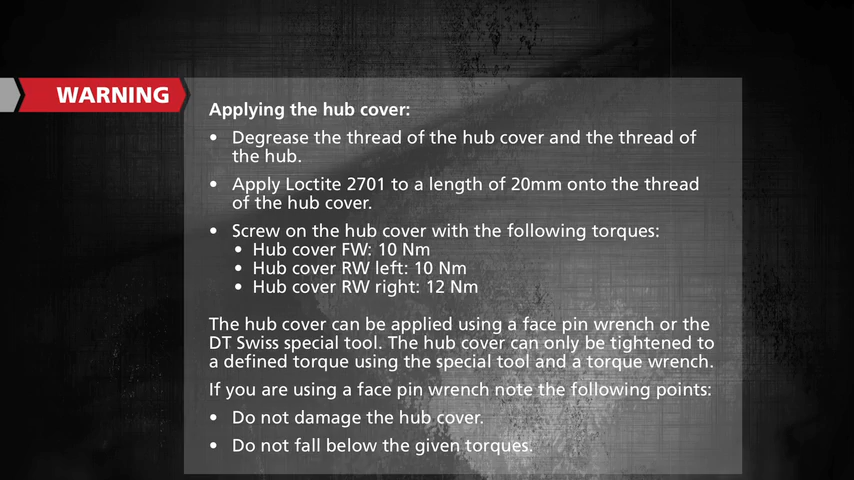 WARNING
Applying the hub cover:
• Degrease the thread of the hub cover and the thread of
the hub.
• Apply Loctite 2701 to a length of 20mm onto the thread
of the hub cover.
• Screw on the hub cover with the following torques:
• Hub cover FW: 10 Nm
• Hub cover RW left: 10 Nm
• Hub cover RW right: 12 Nm
The hub cover can be applied using a face pin wrench or the
DT Swiss special tool. The hub cover can only be tightened to
a defined torque using the special tool and a torque wrench.
If you are using a face pin wrench note the following points:
• Do not damage the hub cover.
• Do not fall below the given torques.